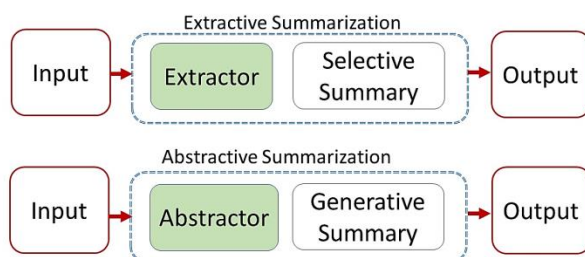 Extractive Summarization
Input
Extractor
Selective
Summary
Output
Abstractive Summarization
Input
Abstractor
Generative
Summary
Output